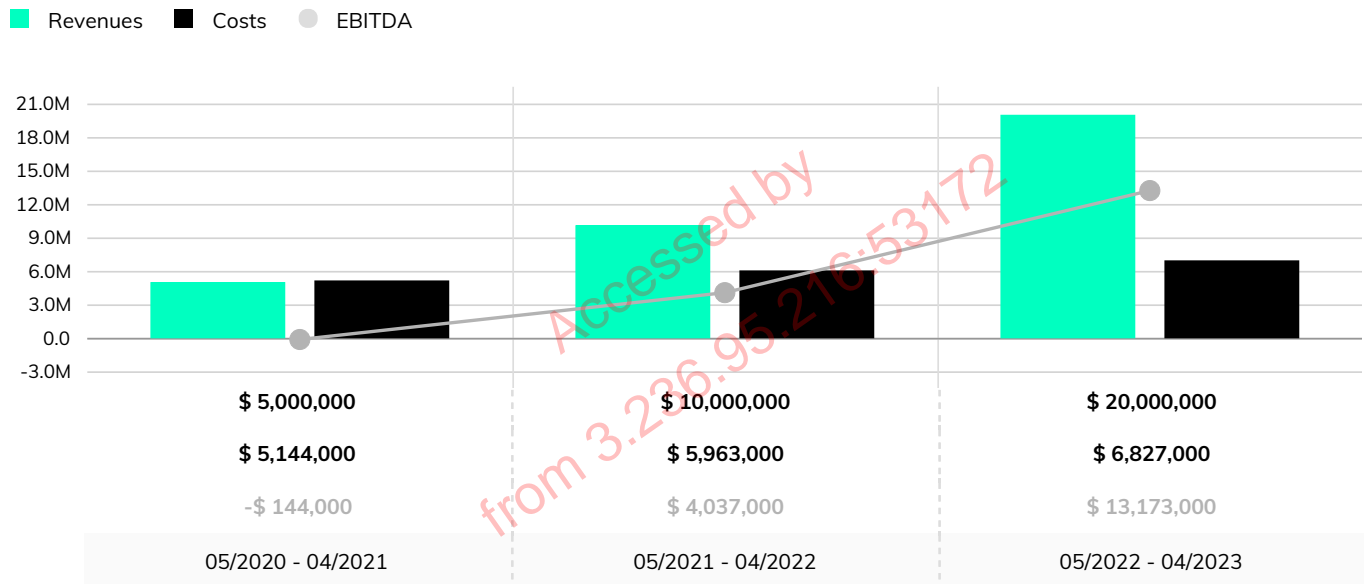 Revenues Costs EBITDA
21.0M
18.0M
15.0M
12.0M
9.0M
6.0M
3.0M
0.0
-3.0M
Accessed by
from 3.236.95.216:53172
$ 5,000,000 $ 10,000,000 $ 20,000,000
$ 5,144,000 $ 5,963,000 $ 6,827,000
-$ 144,000 $ 4,037,000 $ 13,173,000
05/2020 - 04/2021 05/2021 - 04/2022 05/2022 - 04/2023